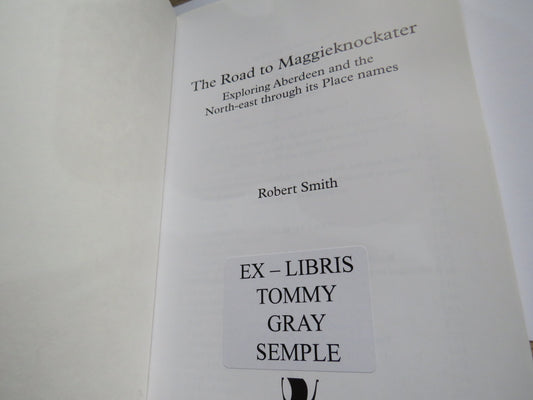 The Road to Maggieknockater
Exploring Aberdeen and the
North-east through its Place names
Robert Smith
EX – LIBRIS
TOMMY
GRAY
SEMPLE